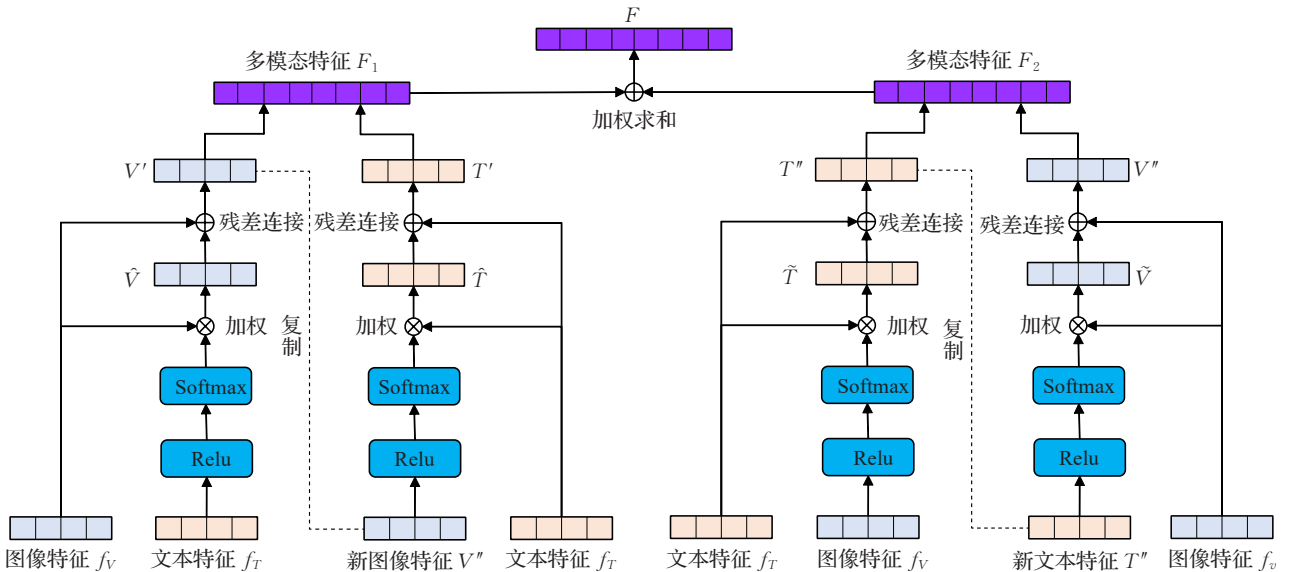 F
多模态特征 F₁
多模态特征 F₂
加权求和
V′
T′
T″
V″
残差连接
残差连接
残差连接
残差连接
V̂
T̂
T̃
Ṽ
加权
复制
加权
加权
复制
加权
Softmax
Softmax
Softmax
Softmax
Relu
Relu
Relu
Relu
图像特征 f_V
文本特征 f_T
新图像特征 V″
文本特征 f_T
文本特征 f_T
图像特征 f_V
新文本特征 T″
图像特征 f_v